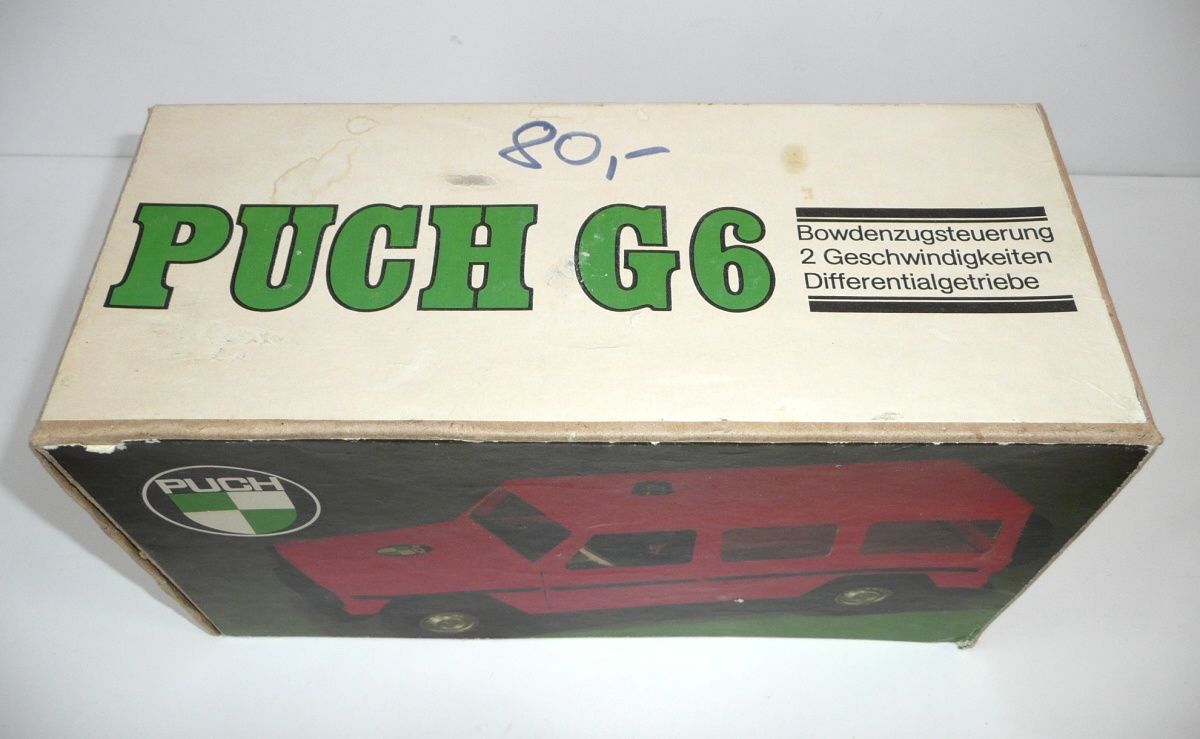 80,-
PUCH G6
Bowdenzugsteuerung
2 Geschwindigkeiten
Differentialgetriebe
PUCH